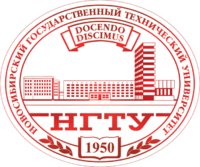 НОВОСИБИРСКИЙ ГОСУДАРСТВЕННЫЙ ТЕХНИЧЕСКИЙ УНИВЕРСИТЕТ
DOCENDO
DISCIMUS
НГТУ
1950